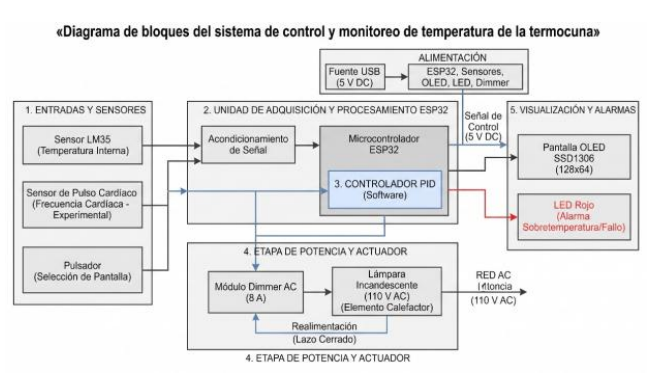 «Diagrama de bloques del sistema de control y monitoreo de temperatura de la termocuna»
ALIMENTACIÓN
Fuente USB
(5 V DC)
ESP32, Sensores,
OLED, LED, Dimmer
1. ENTRADAS Y SENSORES
Sensor LM35
(Temperatura Interna)
Sensor de Pulso Cardíaco
(Frecuencia Cardíaca -
Experimental)
Pulsador
(Selección de Pantalla)
2. UNIDAD DE ADQUISICIÓN Y PROCESAMIENTO ESP32
Acondicionamiento
de Señal
Microcontrolador
ESP32
3. CONTROLADOR PID
(Software)
Señal de
Control
(5 V DC)
5. VISUALIZACIÓN Y ALARMAS
Pantalla OLED
SSD1306
(128x64)
LED Rojo
(Alarma
Sobretemperatura/Fallo)
4. ETAPA DE POTENCIA Y ACTUADOR
Módulo Dimmer AC
(8 A)
Lámpara
Incandescente
(110 V AC)
(Elemento Calefactor)
Realimentación
(Lazo Cerrado)
RED AC
(110 V AC)
4. ETAPA DE POTENCIA Y ACTUADOR